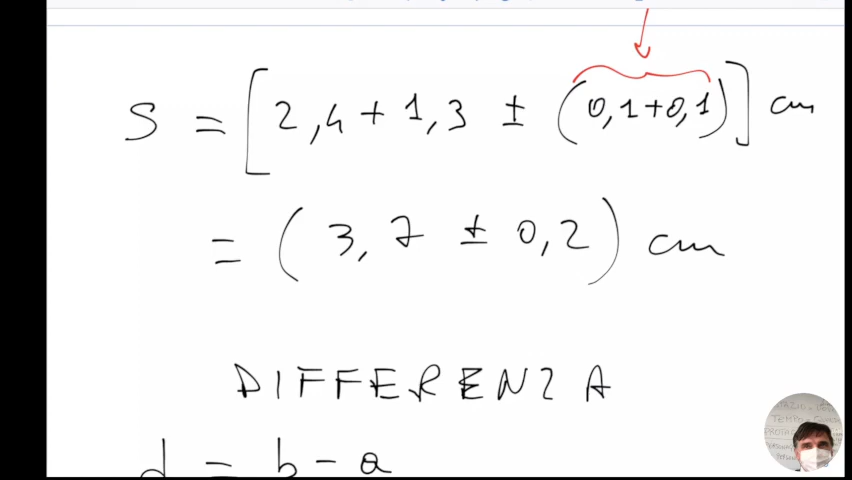 S = [2,4 + 1,3 ± (0,1+0,1)] cm
= (3,7 ± 0,2) cm
DIFFERENZA
d = b - a